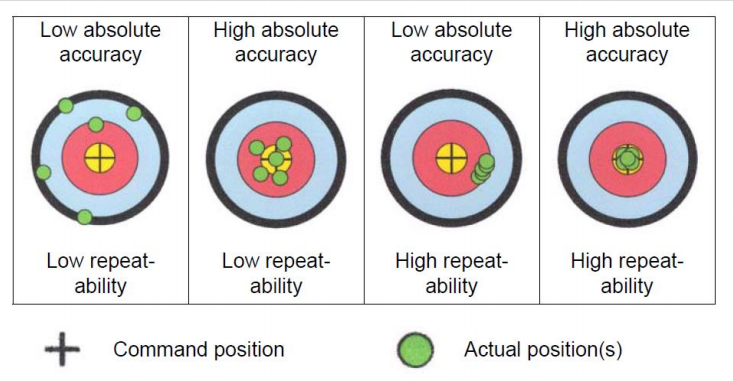 Low absolute
accuracy
High absolute
accuracy
Low absolute
accuracy
High absolute
accuracy
Low repeat-
ability
Low repeat-
ability
High repeat-
ability
High repeat-
ability
Command position
Actual position(s)